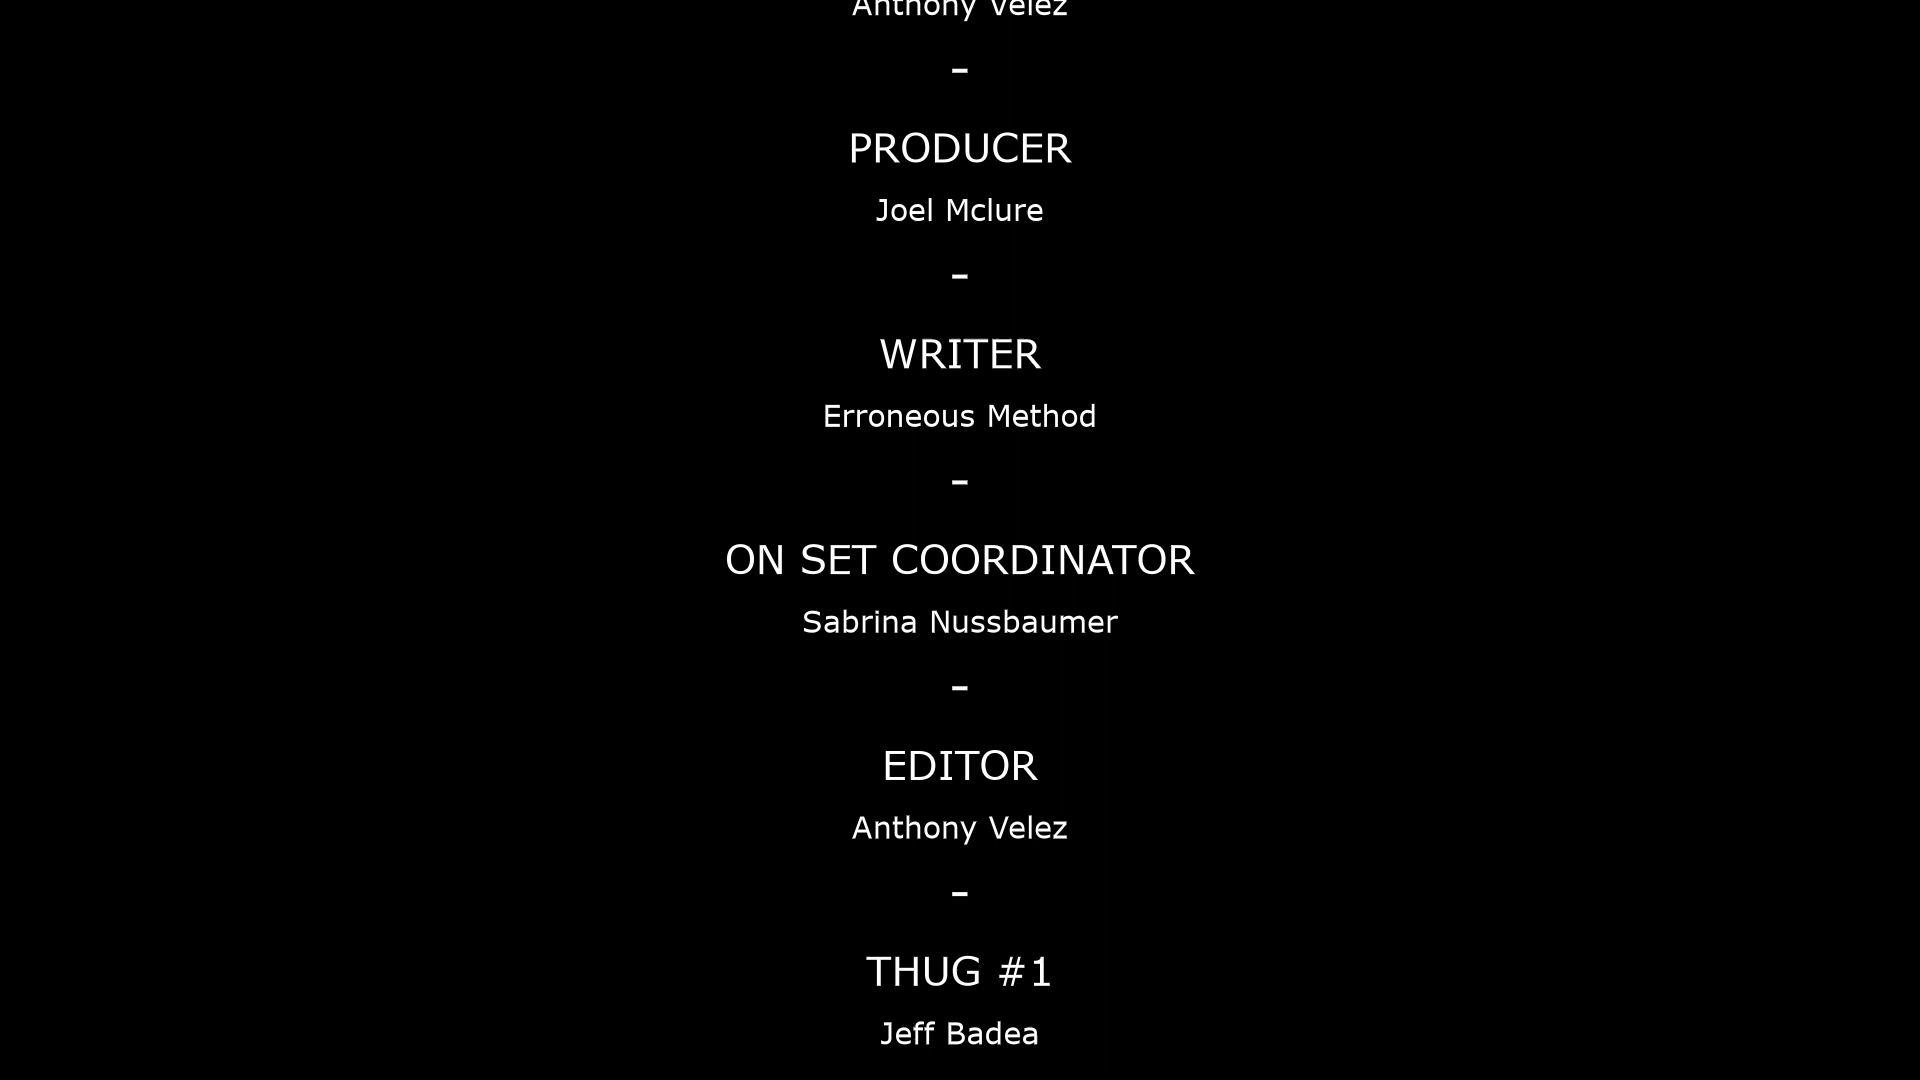 Anthony Velez
-
PRODUCER
Joel Mclure
-
WRITER
Erroneous Method
-
ON SET COORDINATOR
Sabrina Nussbaumer
-
EDITOR
Anthony Velez
-
THUG #1
Jeff Badea